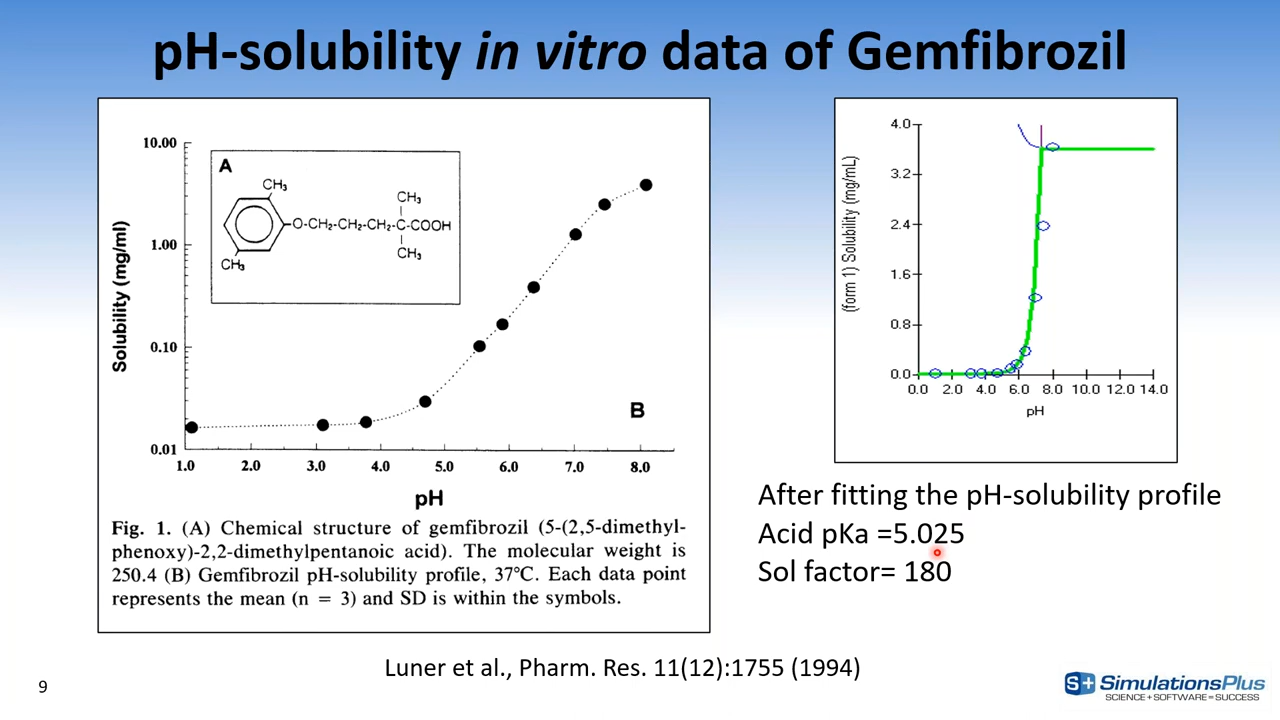 pH-solubility in vitro data of Gemfibrozil
10.00
1.00
0.10
0.01
Solubility (mg/ml)
A
CH₃
CH₃
O-CH₂-CH₂-CH₂-C-COOH
CH₃
CH₃
B
1.0 2.0 3.0 4.0 5.0 6.0 7.0 8.0
pH
Fig. 1. (A) Chemical structure of gemfibrozil (5-(2,5-dimethyl-
phenoxy)-2,2-dimethylpentanoic acid). The molecular weight is
250.4 (B) Gemfibrozil pH-solubility profile, 37°C. Each data point
represents the mean (n = 3) and SD is within the symbols.
4.0
3.2
2.4
1.6
0.8
0.0
(form 1) Solubility (mg/mL)
0.0 2.0 4.0 6.0 8.0 10.0 12.0 14.0
pH
After fitting the pH-solubility profile
Acid pKa =5.025
Sol factor= 180
Luner et al., Pharm. Res. 11(12):1755 (1994)
9
S+ SimulationsPlus
SCIENCE+SOFTWARE=SUCCESS